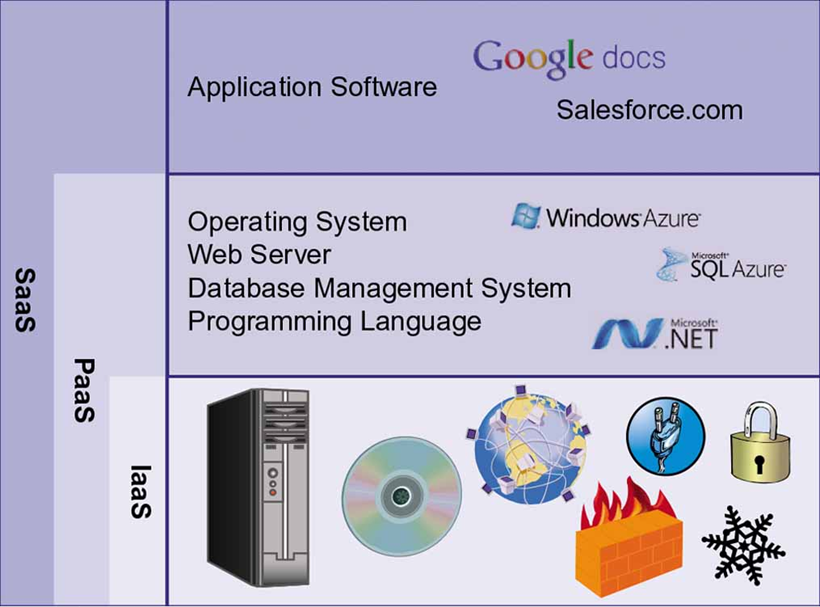 Google docs
Application Software
Salesforce.com
Operating System
Windows Azure
Web Server
Microsoft
SQL Azure
Database Management System
Programming Language
Microsoft
.NET
SaaS
PaaS
IaaS